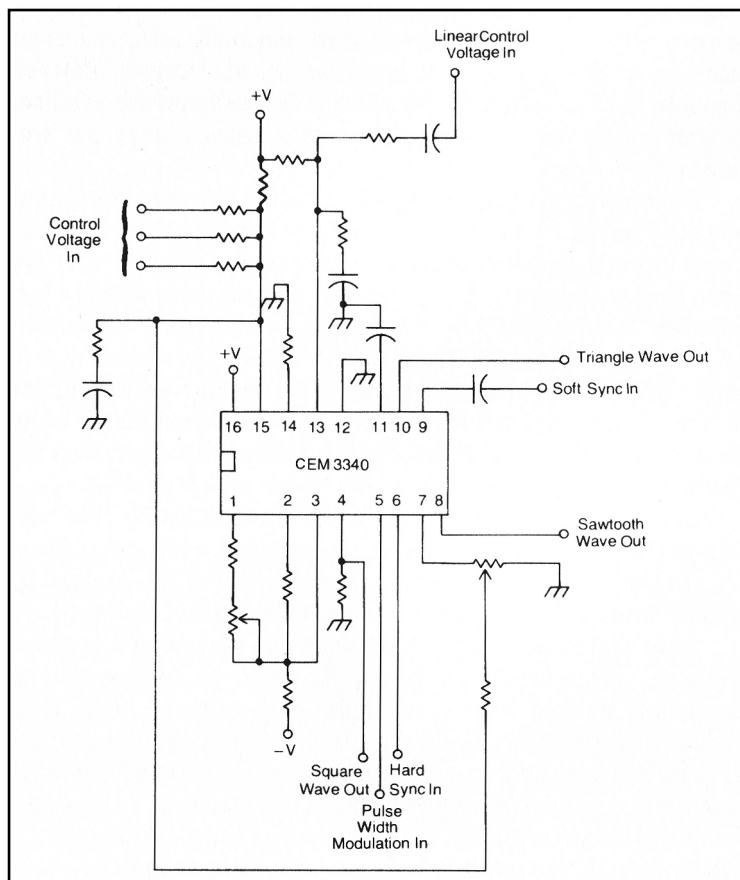 Linear Control
Voltage In
+V
Control
Voltage
In
+V
Triangle Wave Out
Soft Sync In
16 15 14 13 12 11 10 9
CEM 3340
1 2 3 4 5 6 7 8
Sawtooth
Wave Out
−V
Square
Wave Out
Hard
Sync In
Pulse
Width
Modulation In